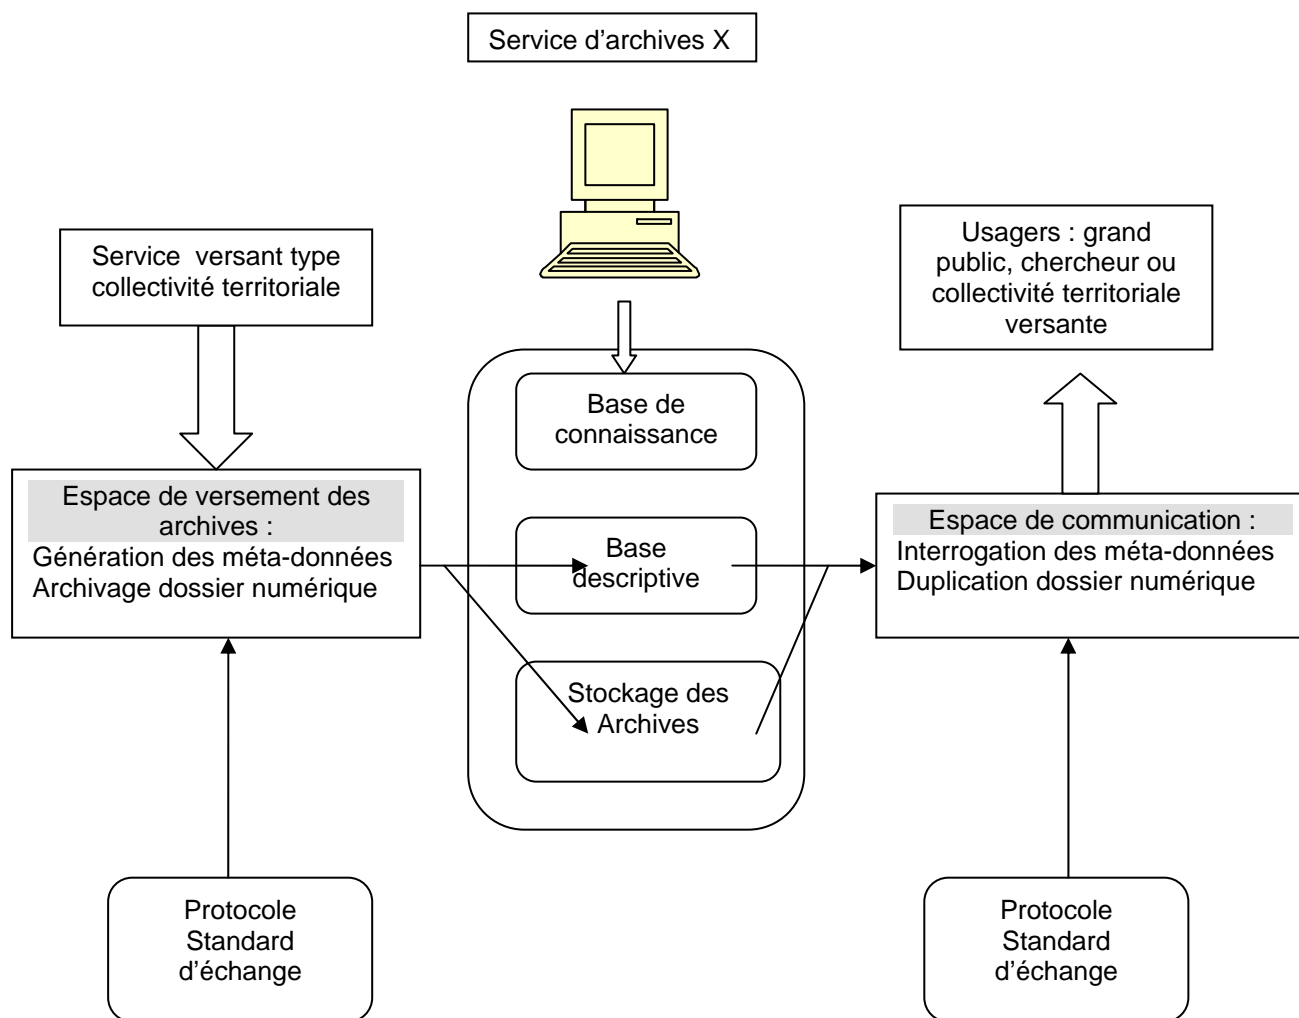 Service d'archives X
Service versant type
collectivité territoriale
Usagers : grand
public, chercheur ou
collectivité territoriale
versante
Base de
connaissance
Espace de versement des
archives :
Génération des méta-données
Archivage dossier numérique
Base
descriptive
Espace de communication :
Interrogation des méta-données
Duplication dossier numérique
Stockage des
Archives
Protocole
Standard
d'échange
Protocole
Standard
d'échange